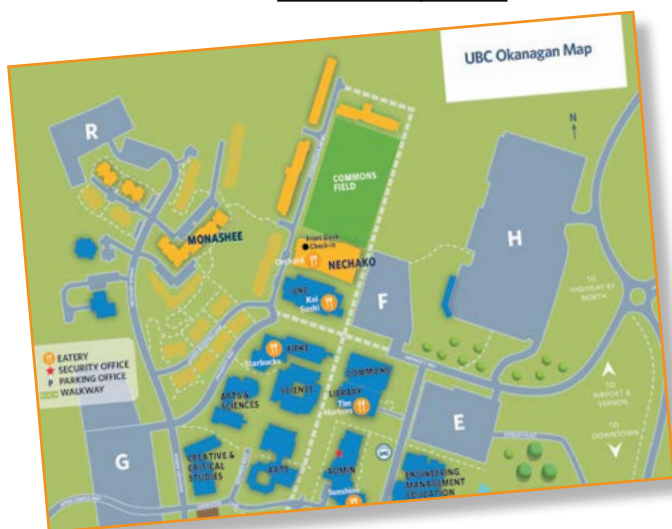 UBC Okanagan Map
N
R
COMMONS
FIELD
MONASHEE
Front Desk
Check-in
Orchard
NECHAKO
H
UNC
Koi
Sushi
F
TO
HIGHWAY 97
NORTH
EATERY
SECURITY OFFICE
P PARKING OFFICE
WALKWAY
FIPKE
Starbucks
COMMONS
ARTS &
SCIENCES
SCIENCE
LIBRARY
Tim
Hortons
E
TO
AIRPORT &
VERNON
TO
DOWNTOWN
G
CREATIVE &
CRITICAL
STUDIES
ARTS
ADMIN
Sunshine
ENGINEERING
MANAGEMENT
EDUCATION